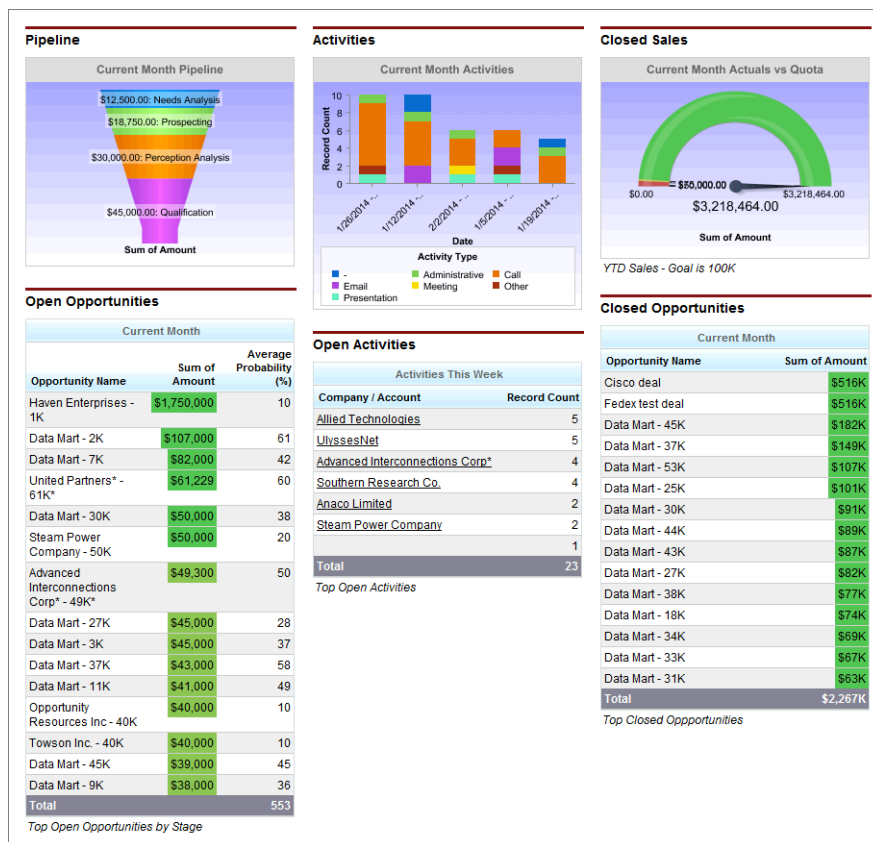 Pipeline
Current Month Pipeline
$12,500.00: Needs Analysis
$18,750.00: Prospecting
$30,000.00: Perception Analysis
$45,000.00: Qualification
Sum of Amount
Open Opportunities
Current Month
Opportunity Name Sum of Amount Average Probability (%)
Haven Enterprises - 1K $1,750,000 10
Data Mart - 2K $107,000 61
Data Mart - 7K $82,000 42
United Partners* - 61K* $61,229 60
Data Mart - 30K $50,000 38
Steam Power Company - 50K $50,000 20
Advanced Interconnections Corp* - 49K* $49,300 50
Data Mart - 27K $45,000 28
Data Mart - 3K $45,000 37
Data Mart - 37K $43,000 58
Data Mart - 11K $41,000 49
Opportunity Resources Inc - 40K $40,000 10
Towson Inc. - 40K $40,000 10
Data Mart - 45K $39,000 45
Data Mart - 9K $38,000 36
Total 553
Top Open Opportunities by Stage
Activities
Current Month Activities
Record Count
10
8
6
4
2
0
1/26/2014 -..
1/12/2014 -..
2/2/2014 -..
1/5/2014 -..
1/19/2014 -..
Date
Activity Type
- Administrative Call
Email Meeting Other
Presentation
Open Activities
Activities This Week
Company / Account Record Count
Allied Technologies 5
UlyssesNet 5
Advanced Interconnections Corp* 4
Southern Research Co. 4
Anaco Limited 2
Steam Power Company 2
1
Total 23
Top Open Activities
Closed Sales
Current Month Actuals vs Quota
$0.00
$3,218,464.00
$3,218,464.00
Sum of Amount
YTD Sales - Goal is 100K
Closed Opportunities
Current Month
Opportunity Name Sum of Amount
Cisco deal $516K
Fedex test deal $516K
Data Mart - 45K $182K
Data Mart - 37K $149K
Data Mart - 53K $107K
Data Mart - 25K $101K
Data Mart - 30K $91K
Data Mart - 44K $89K
Data Mart - 43K $87K
Data Mart - 27K $82K
Data Mart - 38K $77K
Data Mart - 18K $74K
Data Mart - 34K $69K
Data Mart - 33K $67K
Data Mart - 31K $63K
Total $2,267K
Top Closed Oppportunities